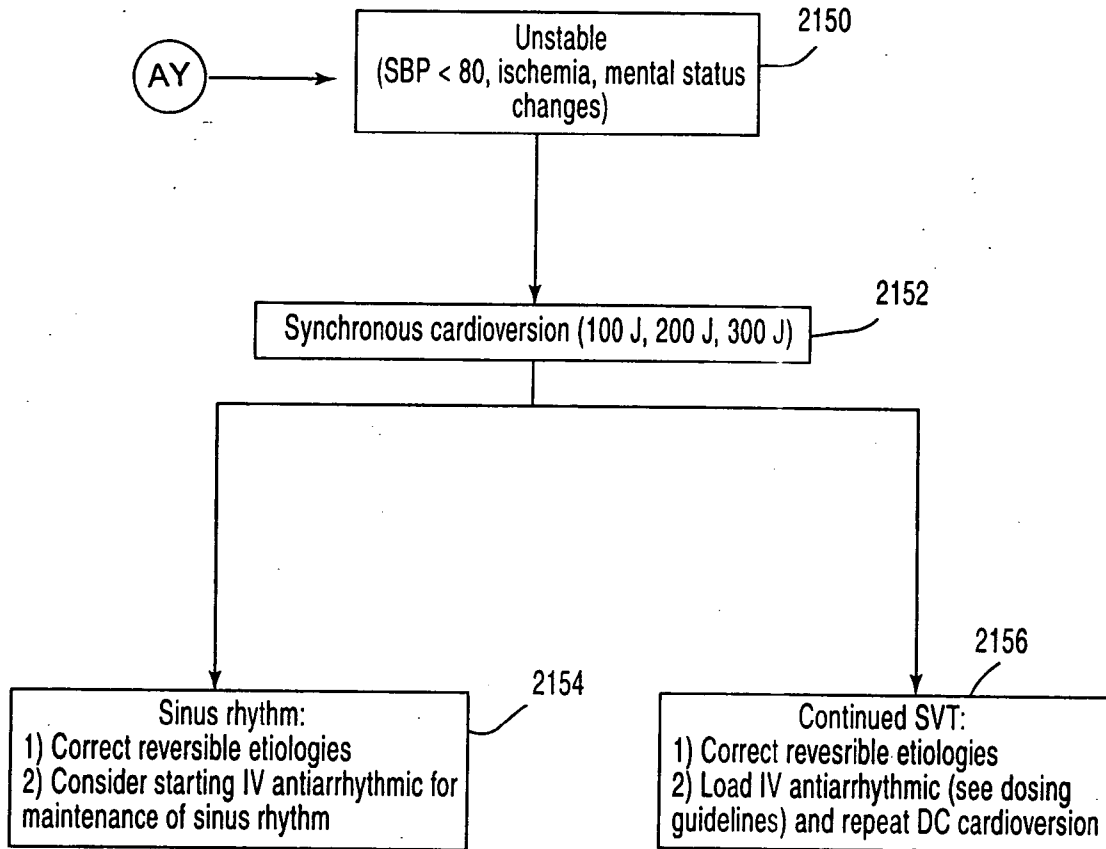 2150
Unstable
(SBP < 80, ischemia, mental status
changes)
AY
2152
Synchronous cardioversion (100 J, 200 J, 300 J)
2154
Sinus rhythm:
1) Correct reversible etiologies
2) Consider starting IV antiarrhythmic for
maintenance of sinus rhythm
2156
Continued SVT:
1) Correct revesrible etiologies
2) Load IV antiarrhythmic (see dosing
guidelines) and repeat DC cardioversion